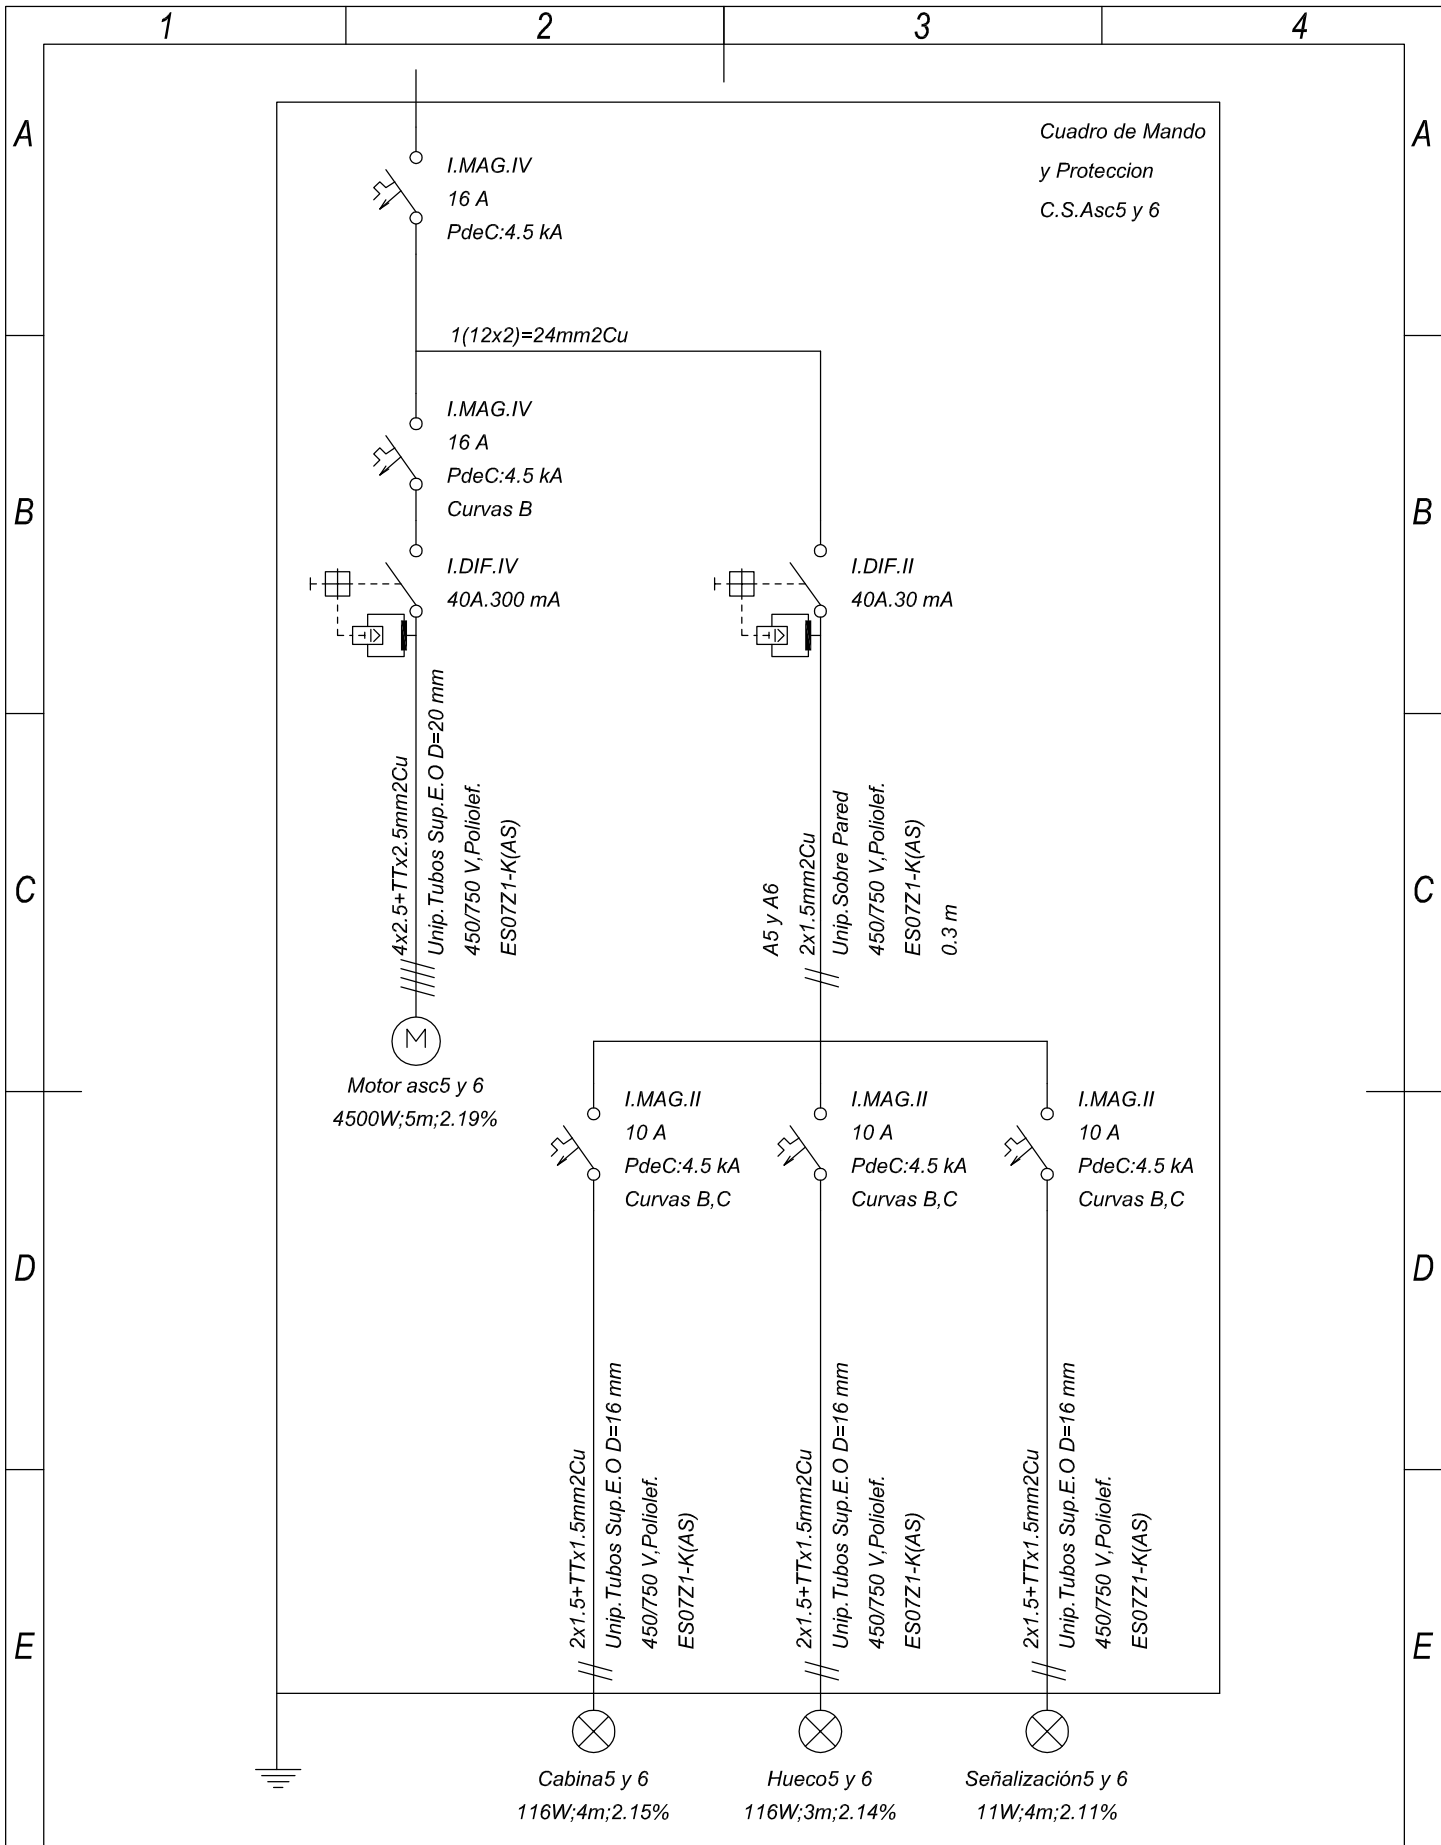 1
2
3
4
A
A
Cuadro de Mando
y Proteccion
C.S.Asc5 y 6
I.MAG.IV
16 A
PdeC:4.5 kA
1(12x2)=24mm2Cu
B
B
I.MAG.IV
16 A
PdeC:4.5 kA
Curvas B
I.DIF.IV
40A.300 mA
I.DIF.II
40A.30 mA
C
C
4x2.5+TTx2.5mm2Cu
Unip.Tubos Sup.E.O D=20 mm
450/750 V,Poliolef.
ES07Z1-K(AS)
A5 y A6
2x1.5mm2Cu
Unip.Sobre Pared
450/750 V,Poliolef.
ES07Z1-K(AS)
0.3 m
M
Motor asc5 y 6
4500W;5m;2.19%
I.MAG.II
10 A
PdeC:4.5 kA
Curvas B,C
I.MAG.II
10 A
PdeC:4.5 kA
Curvas B,C
I.MAG.II
10 A
PdeC:4.5 kA
Curvas B,C
D
D
2x1.5+TTx1.5mm2Cu
Unip.Tubos Sup.E.O D=16 mm
450/750 V,Poliolef.
ES07Z1-K(AS)
2x1.5+TTx1.5mm2Cu
Unip.Tubos Sup.E.O D=16 mm
450/750 V,Poliolef.
ES07Z1-K(AS)
2x1.5+TTx1.5mm2Cu
Unip.Tubos Sup.E.O D=16 mm
450/750 V,Poliolef.
ES07Z1-K(AS)
E
E
Cabina5 y 6
116W;4m;2.15%
Hueco5 y 6
116W;3m;2.14%
Señalización5 y 6
11W;4m;2.11%